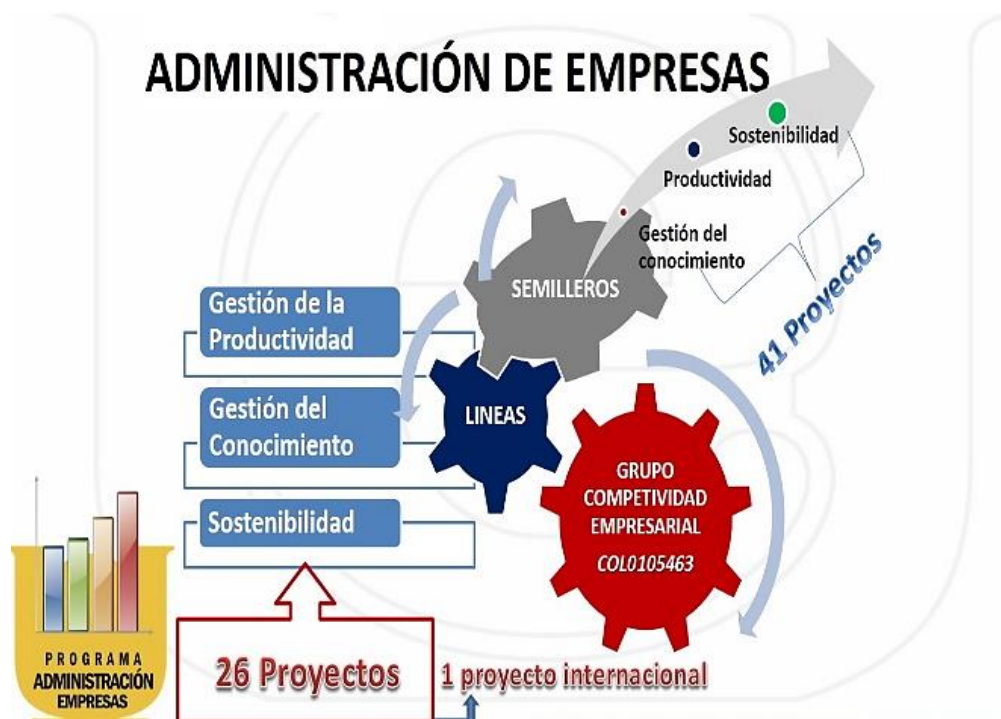 ADMINISTRACIÓN DE EMPRESAS
Sostenibilidad
Productividad
Gestión del
conocimiento
41 Proyectos
SEMILLEROS
Gestión de la
Productividad
Gestión del
Conocimiento
Sostenibilidad
LINEAS
GRUPO
COMPETIVIDAD
EMPRESARIAL
COL0105463
26 Proyectos
1 proyecto internacional
PROGRAMA
ADMINISTRACIÓN
EMPRESAS